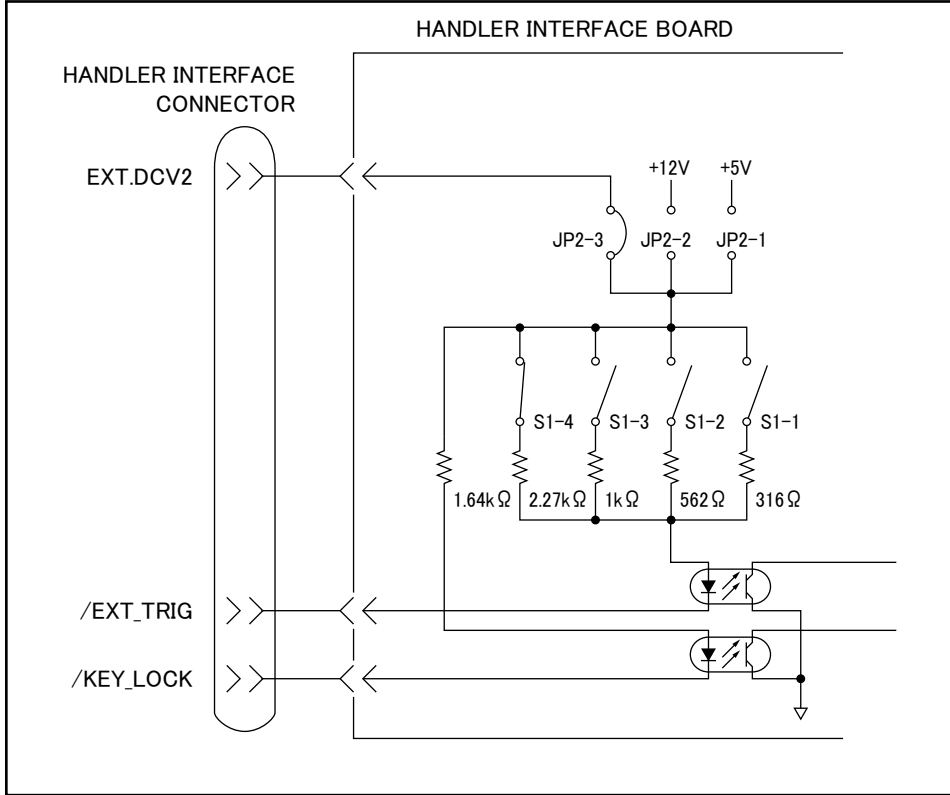 HANDLER INTERFACE BOARD
HANDLER INTERFACE
CONNECTOR
EXT.DCV2
+12V
+5V
JP2-3
JP2-2
JP2-1
S1-4
S1-3
S1-2
S1-1
1.64kΩ
2.27kΩ
1kΩ
562Ω
316Ω
/EXT_TRIG
/KEY_LOCK